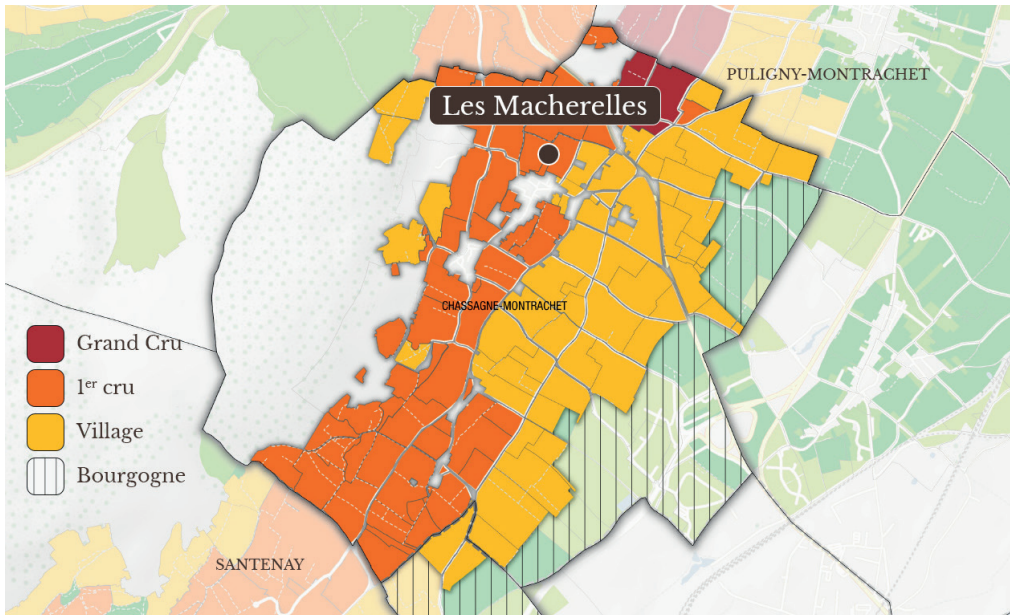 PULIGNY-MONTRACHET
Les Macherelles
CHASSAGNE-MONTRACHET
Grand Cru
1er cru
Village
Bourgogne
SANTENAY